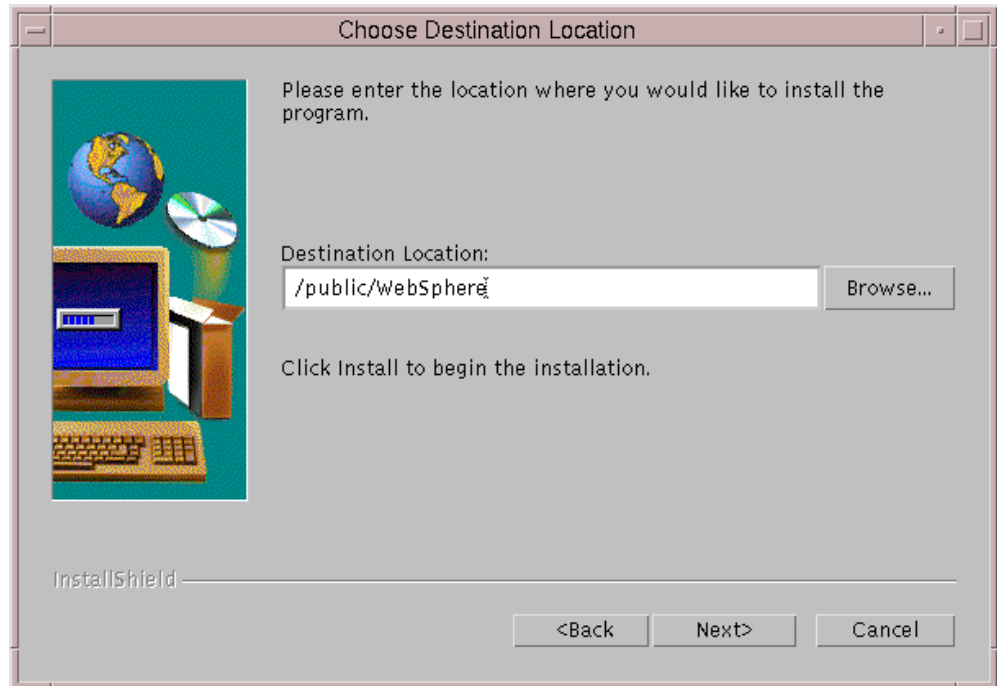 Choose Destination Location
Please enter the location where you would like to install the
program.
Destination Location:
/public/WebSphere
Browse...
Click Install to begin the installation.
InstallShield
<Back
Next>
Cancel